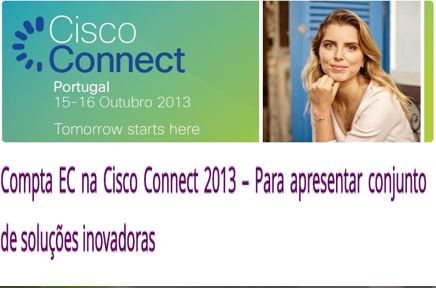 Cisco
Connect
Portugal
15-16 Outubro 2013
Tomorrow starts here
Compta EC na Cisco Connect 2013 – Para apresentar conjunto
de soluções inovadoras